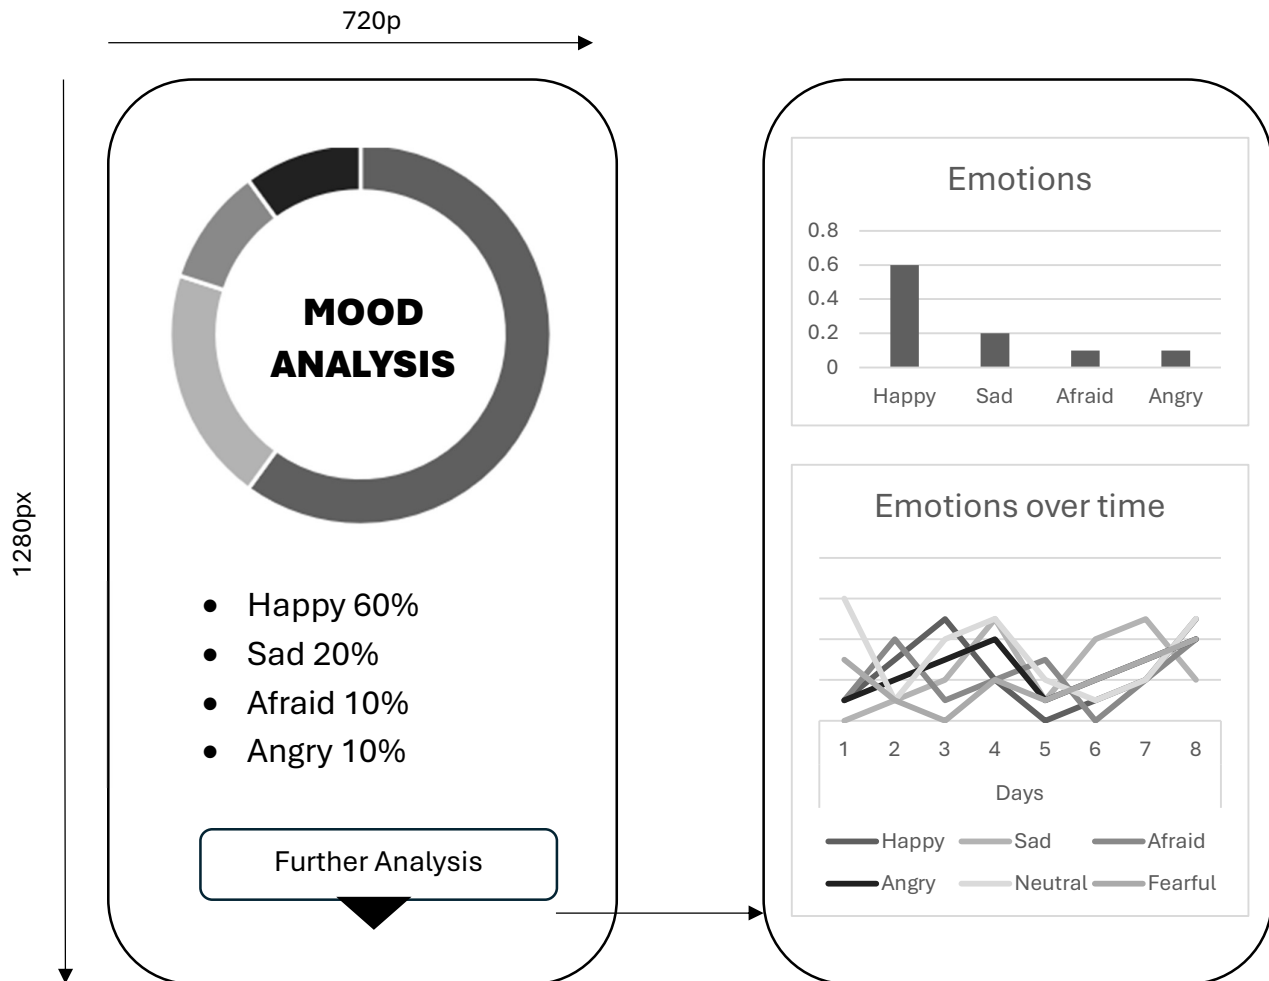 720p
1280px
MOOD
ANALYSIS
• Happy 60%
• Sad 20%
• Afraid 10%
• Angry 10%
Further Analysis
Emotions
0.8
0.6
0.4
0.2
0
Happy Sad Afraid Angry
Emotions over time
1 2 3 4 5 6 7 8
Days
Happy Sad Afraid
Angry Neutral Fearful